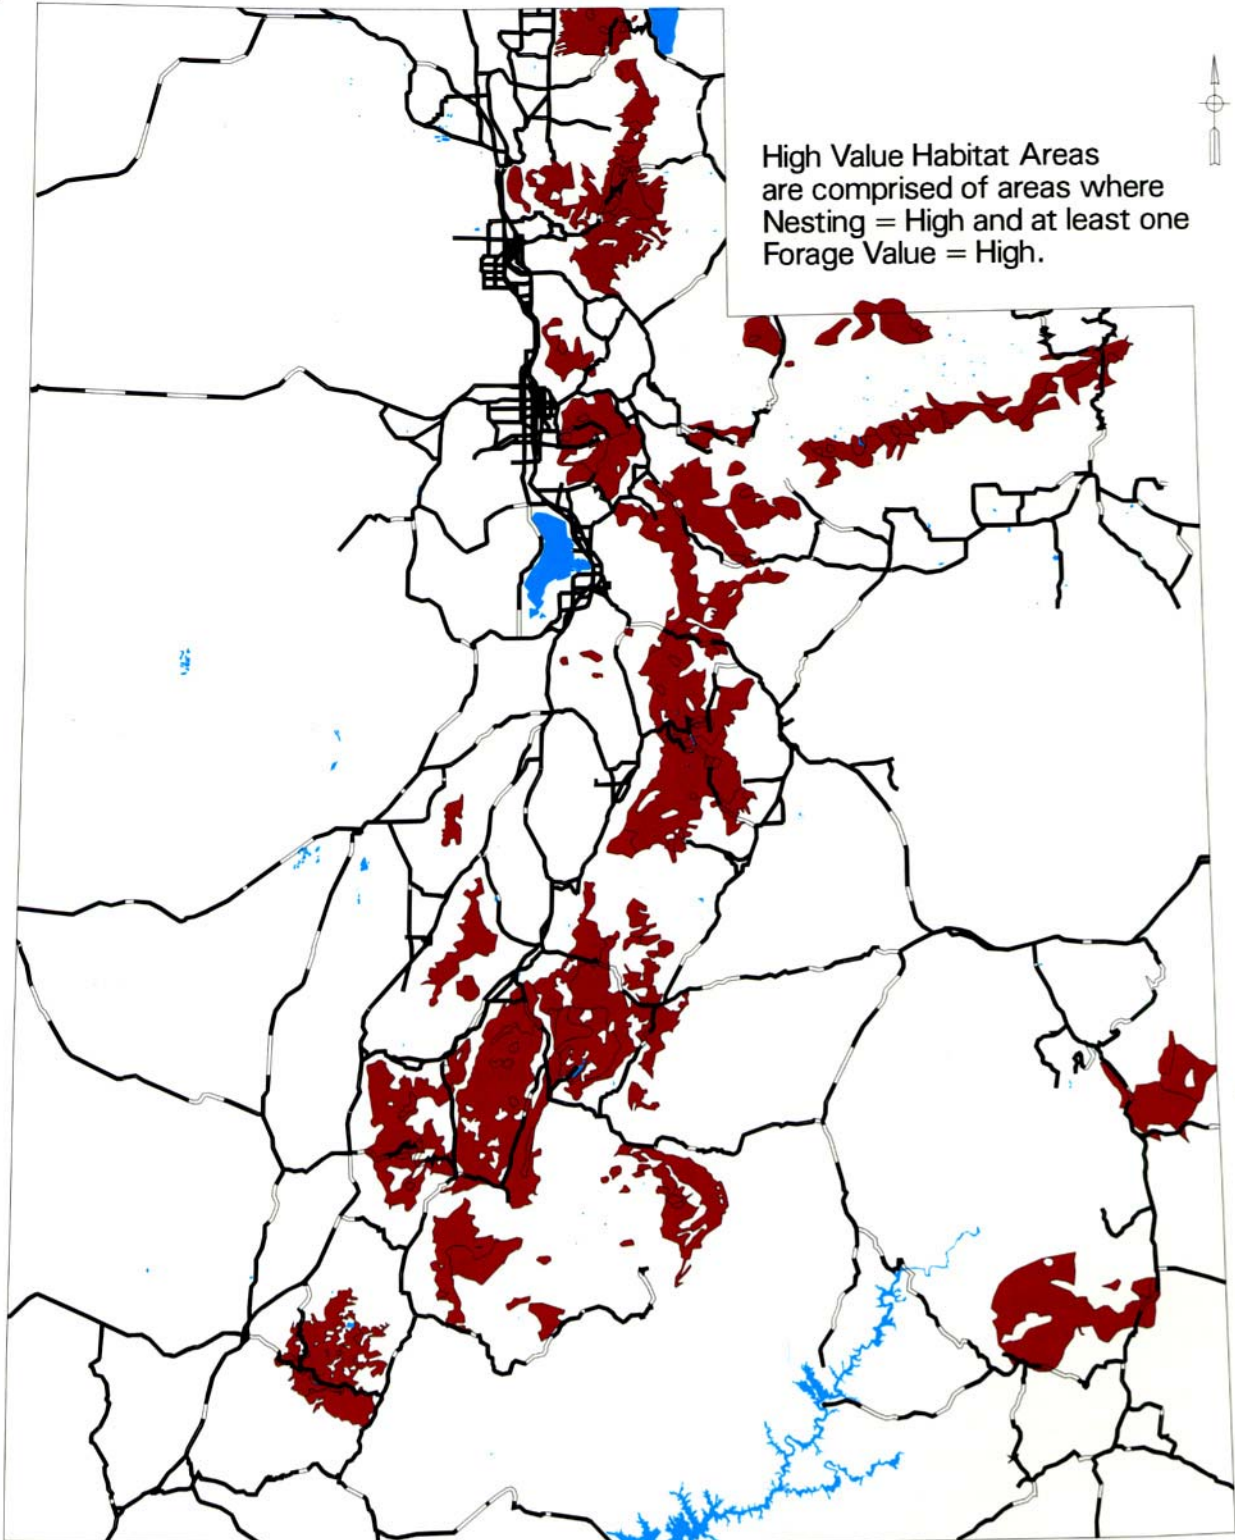 High Value Habitat Areas
are comprised of areas where
Nesting = High and at least one
Forage Value = High.